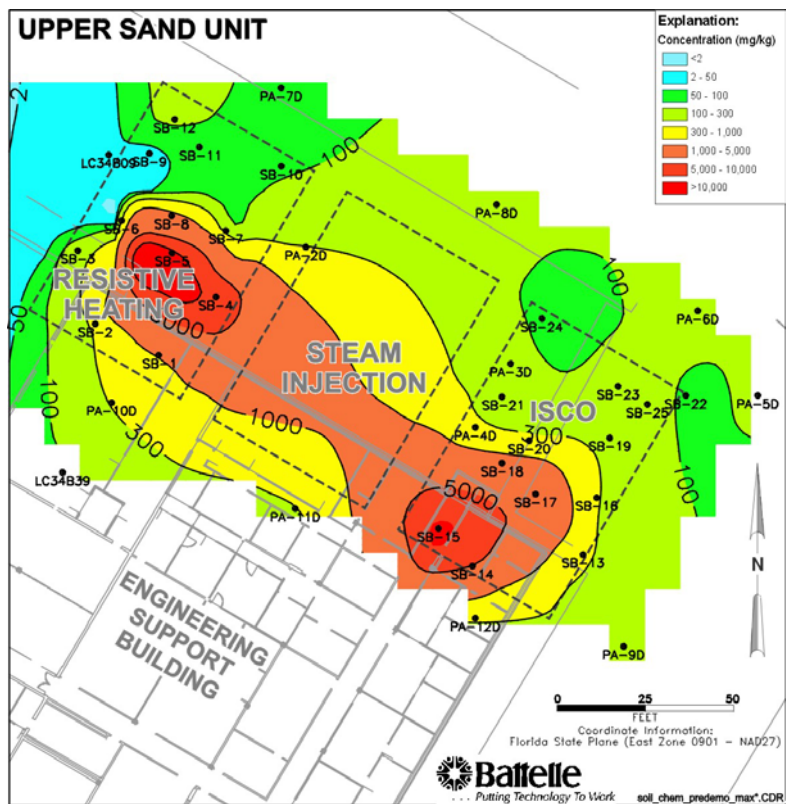 UPPER SAND UNIT
Explanation:
Concentration (mg/kg)
<2
2 - 50
50 - 100
100 - 300
300 - 1,000
1,000 - 5,000
5,000 - 10,000
>10,000
PA-7D
SB-12
SB-11
LC34B09
SB-9
SB-10
100
PA-8D
SB-6
SB-8
SB-7
SB-3
SB-5
PA-2D
RESISTIVE
HEATING
SB-4
100
PA-6D
SB-24
50
SB-2
SB-1
STEAM
INJECTION
PA-3D
SB-23
SB-22
PA-5D
SB-21
SB-25
100
PA-10D
ISCO
1000
PA-4D
300
SB-20
SB-19
300
SB-18
100
LC34B39
5000
SB-17
SB-16
PA-11D
SB-15
SB-14
SB-13
ENGINEERING
SUPPORT
BUILDING
N
PA-12D
PA-9D
0 25 50
FEET
Coordinate Information:
Florida State Plane (East Zone 0901 - NAD27)
Battelle
. . . Putting Technology To Work
soil_chem_predemo_max*.CDR